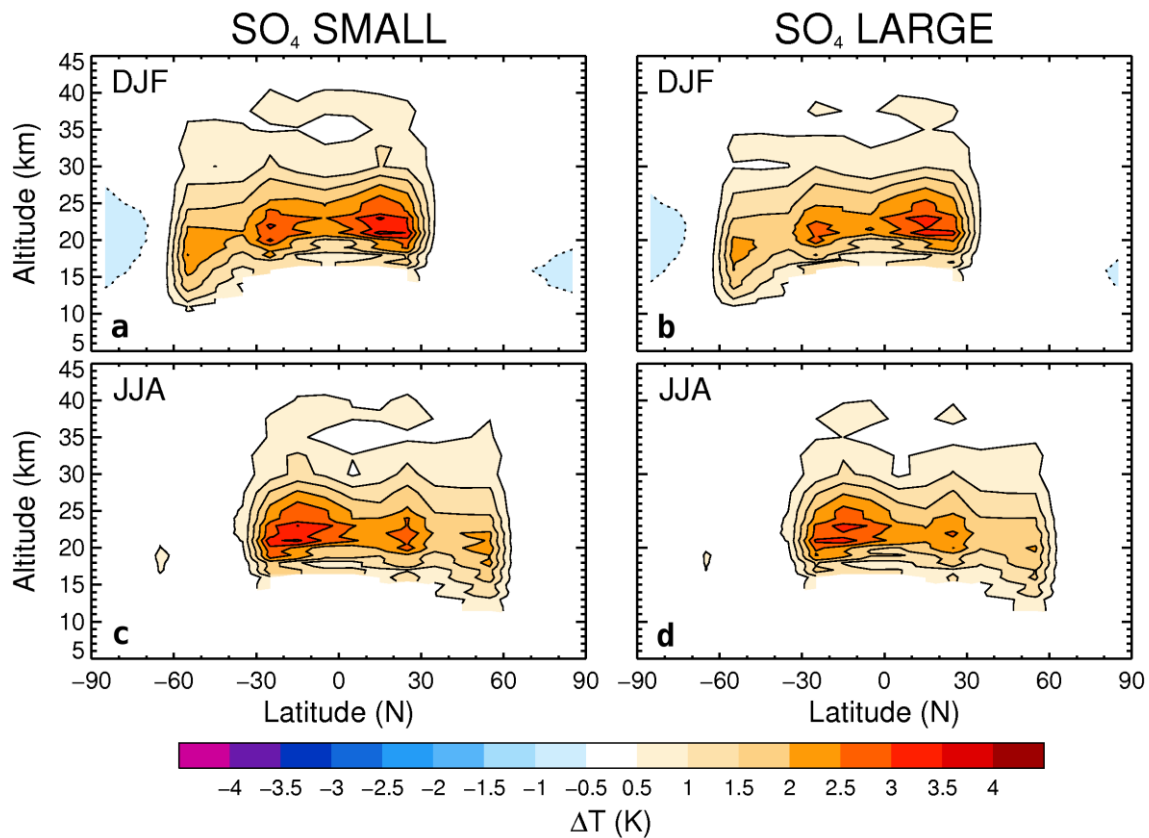 SO₄ SMALL
SO₄ LARGE
45
40
35
30
25
20
15
10
5
Altitude (km)
DJF
a
DJF
b
45
40
35
30
25
20
15
10
5
Altitude (km)
JJA
c
JJA
d
−90 −60 −30 0 30 60 90
−90 −60 −30 0 30 60 90
Latitude (N)
Latitude (N)
−4 −3.5 −3 −2.5 −2 −1.5 −1 −0.5 0.5 1 1.5 2 2.5 3 3.5 4
ΔT (K)